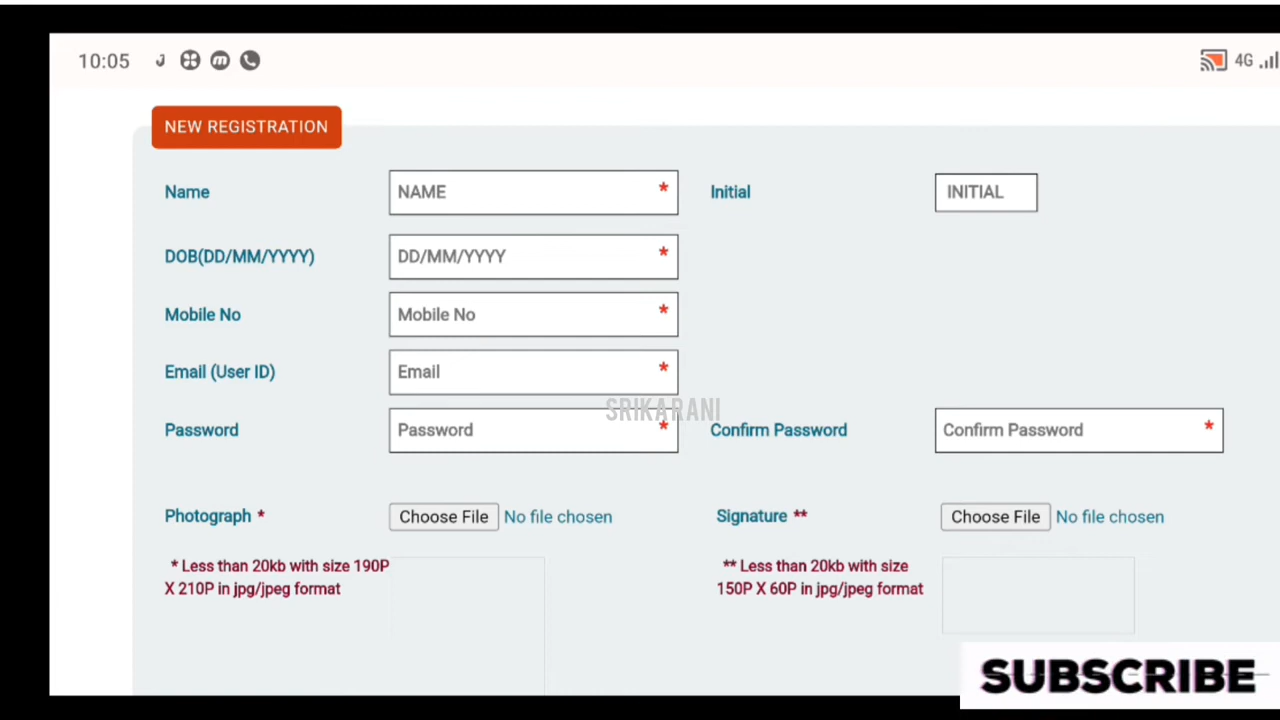 10:05
4G
NEW REGISTRATION
Name NAME * Initial INITIAL
DOB(DD/MM/YYYY) DD/MM/YYYY *
Mobile No Mobile No *
Email (User ID) Email *
SRIKARANI
Password Password * Confirm Password Confirm Password *
Photograph * Choose File No file chosen Signature ** Choose File No file chosen
* Less than 20kb with size 190P ** Less than 20kb with size
X 210P in jpg/jpeg format 150P X 60P in jpg/jpeg format
SUBSCRIBE